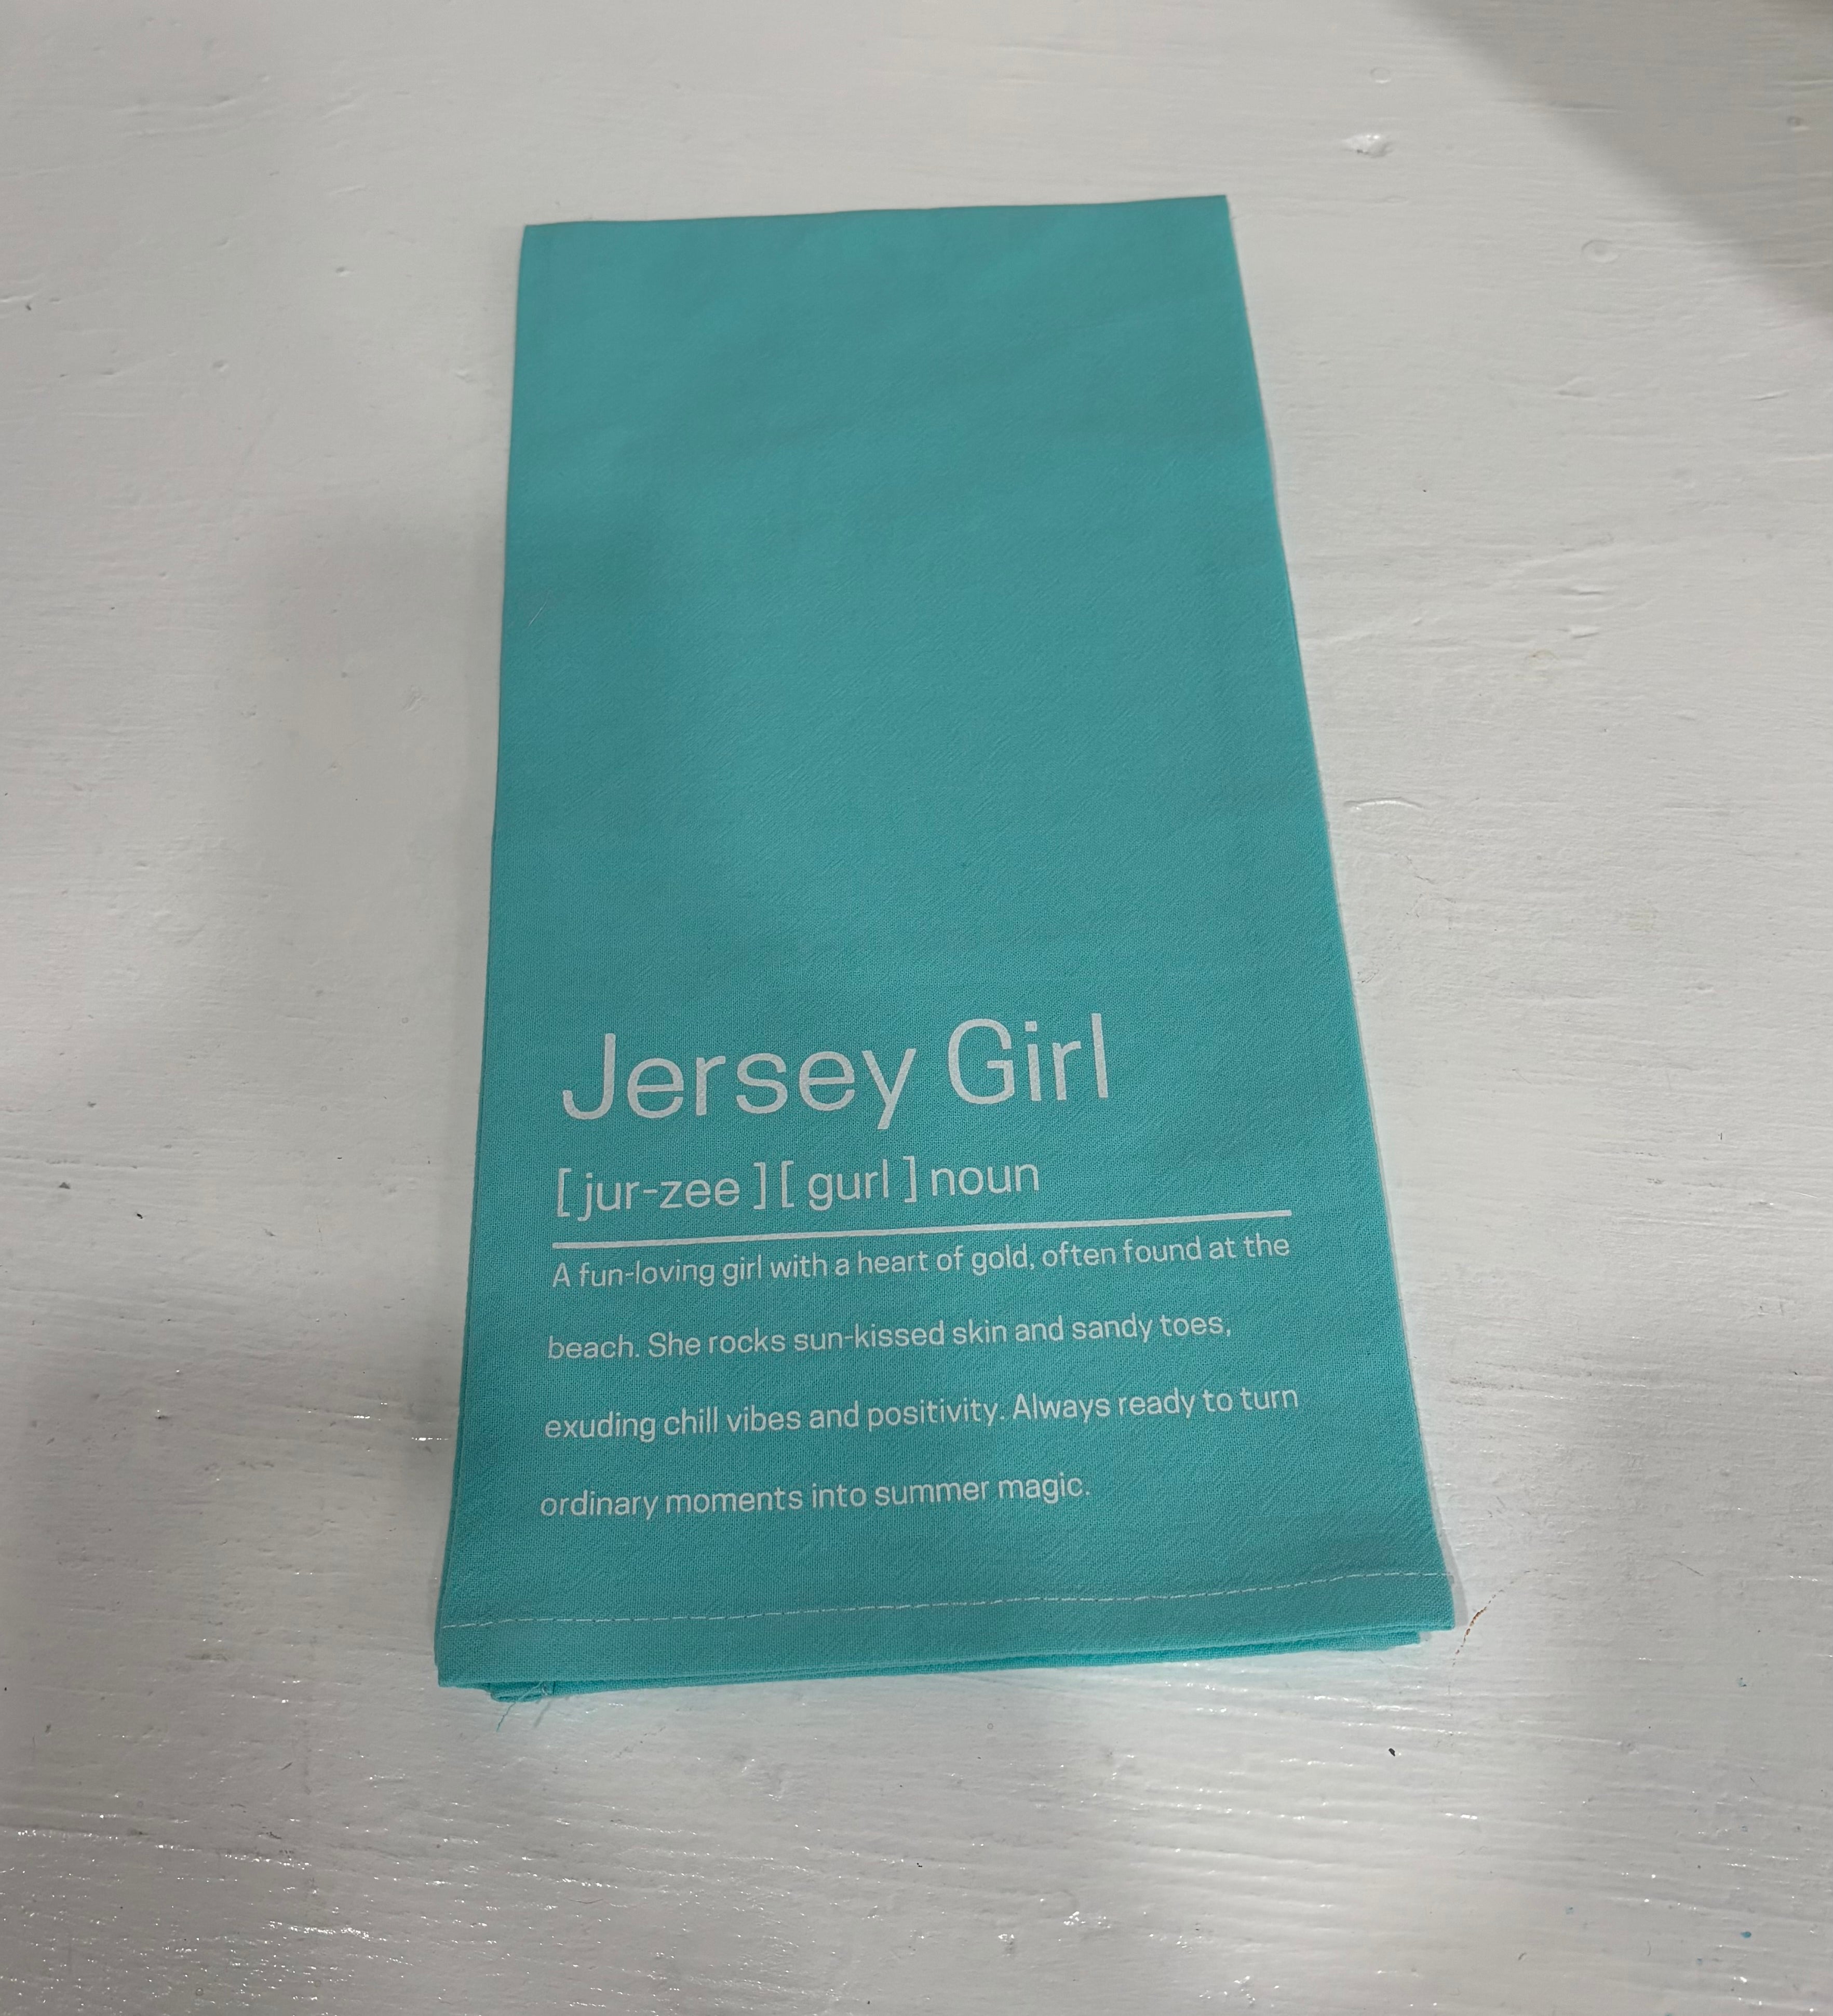 Jersey Girl
[ jur-zee ] [ gurl ] noun
A fun-loving girl with a heart of gold, often found at the
beach. She rocks sun-kissed skin and sandy toes,
exuding chill vibes and positivity. Always ready to turn
ordinary moments into summer magic.